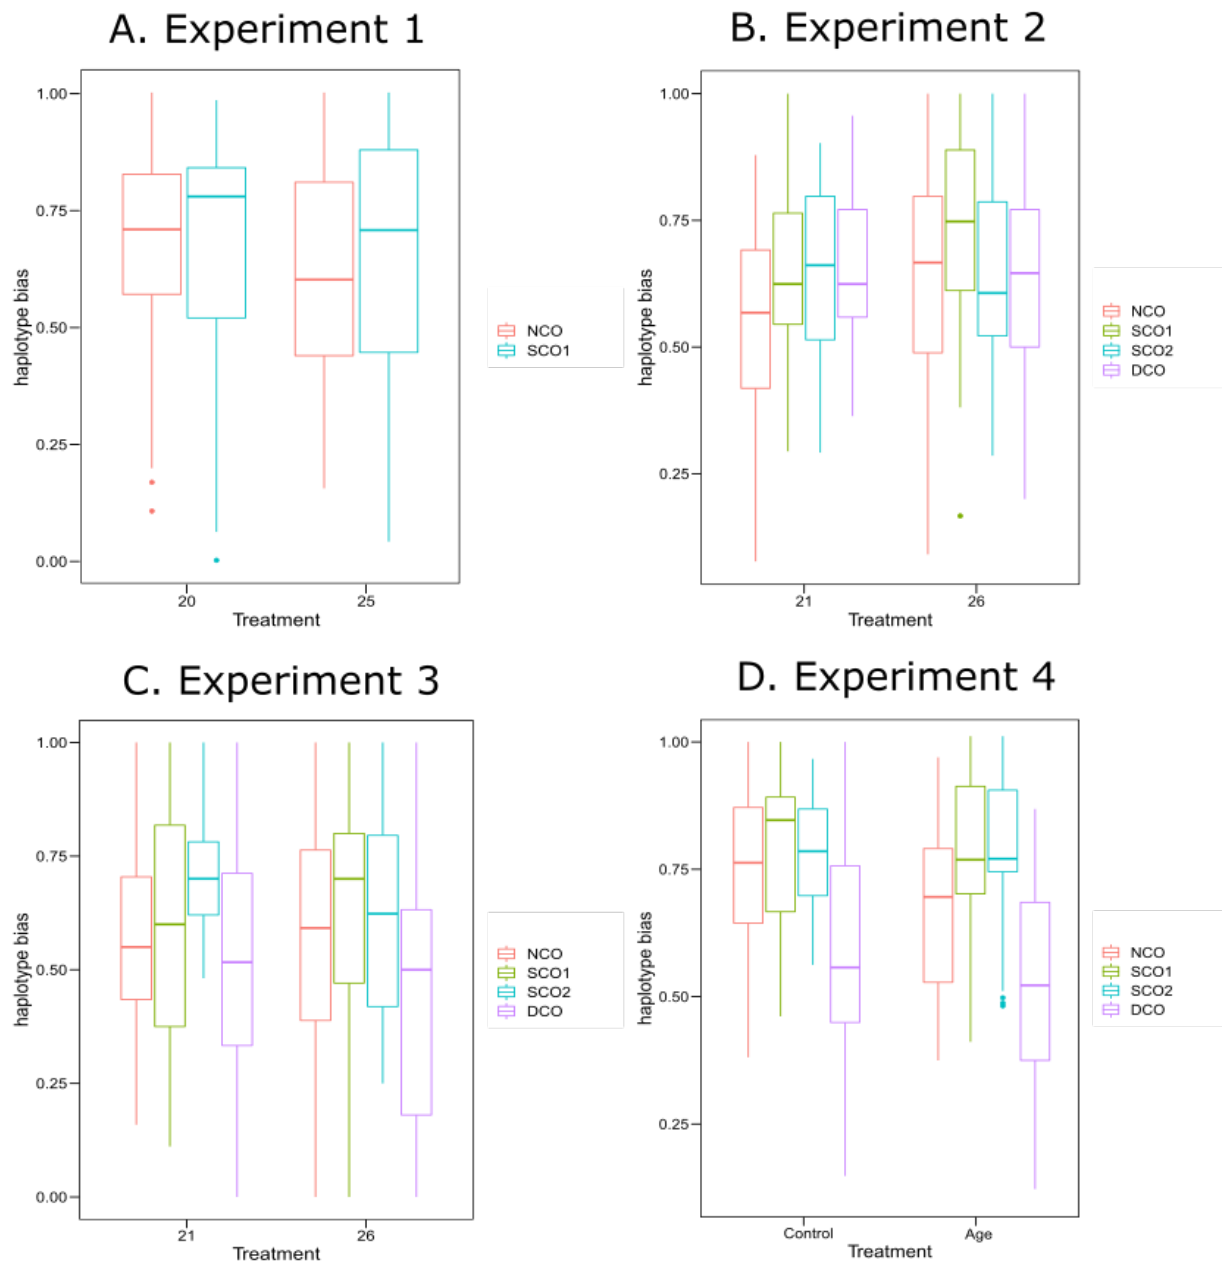 A. Experiment 1
haplotype bias
1.00
0.75
0.50
0.25
0.00
20
25
Treatment
NCO
SCO1
B. Experiment 2
haplotype bias
1.00
0.75
0.50
0.25
21
26
Treatment
NCO
SCO1
SCO2
DCO
C. Experiment 3
haplotype bias
1.00
0.75
0.50
0.25
0.00
21
26
Treatment
NCO
SCO1
SCO2
DCO
D. Experiment 4
haplotype bias
1.00
0.75
0.50
0.25
Control
Age
Treatment
NCO
SCO1
SCO2
DCO